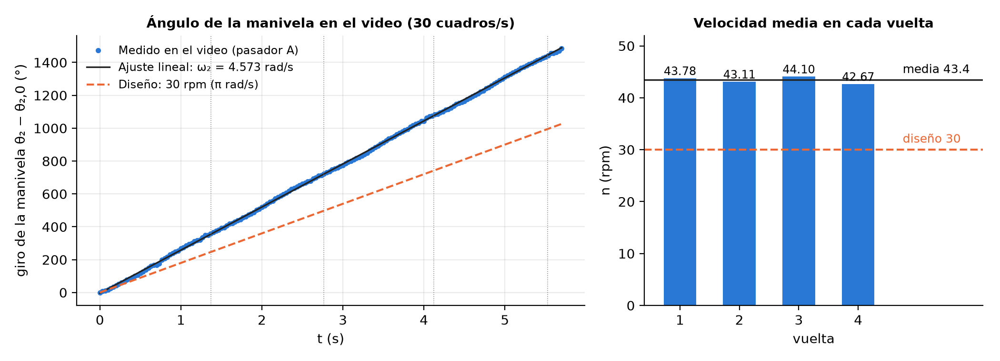 Ángulo de la manivela en el video (30 cuadros/s)
Medido en el video (pasador A)
Ajuste lineal: ω₂ = 4.573 rad/s
Diseño: 30 rpm (π rad/s)
giro de la manivela θ₂ − θ₂,0 (°)
1400
1200
1000
800
600
400
200
0
0 1 2 3 4 5
t (s)
Velocidad media en cada vuelta
n (rpm)
50
40
30
20
10
0
43.78 43.11 44.10 42.67
media 43.4
diseño 30
1 2 3 4
vuelta